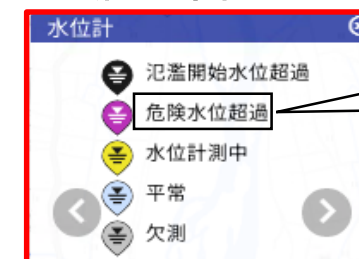 水位計
氾濫開始水位超過
危険水位超過
水位計測中
平常
欠測